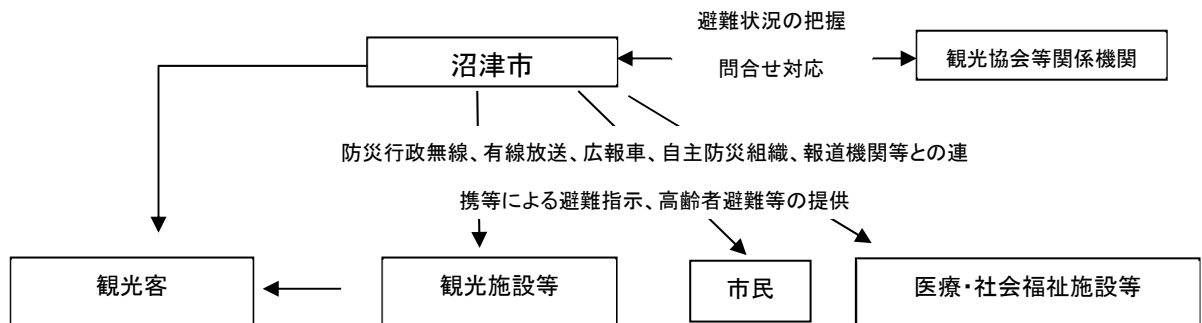 避難状況の把握
沼津市
問合せ対応
観光協会等関係機関
防災行政無線、有線放送、広報車、自主防災組織、報道機関等との連
携等による避難指示、高齢者避難等の提供
観光客
観光施設等
市民
医療・社会福祉施設等